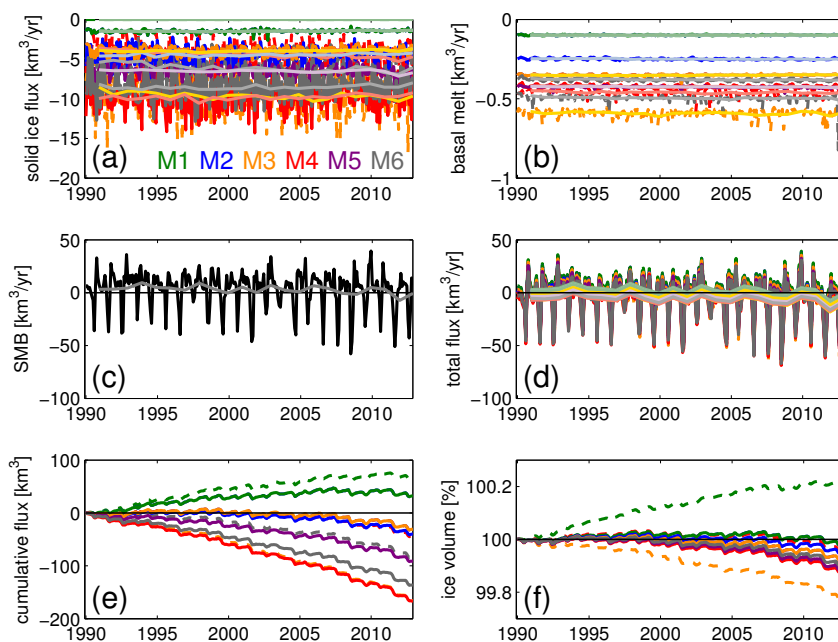 0
−5
−10
−15
−20
solid ice flux [km³/yr]
(a)
M1 M2 M3 M4 M5 M6
1990 1995 2000 2005 2010
0
−0.5
−1
basal melt [km³/yr]
(b)
1990 1995 2000 2005 2010
50
0
−50
−100
SMB [km³/yr]
(c)
1990 1995 2000 2005 2010
50
0
−50
−100
total flux [km³/yr]
(d)
1990 1995 2000 2005 2010
100
0
−100
−200
cumulative flux [km³]
(e)
1990 1995 2000 2005 2010
100.2
100
99.8
ice volume [%]
(f)
1990 1995 2000 2005 2010